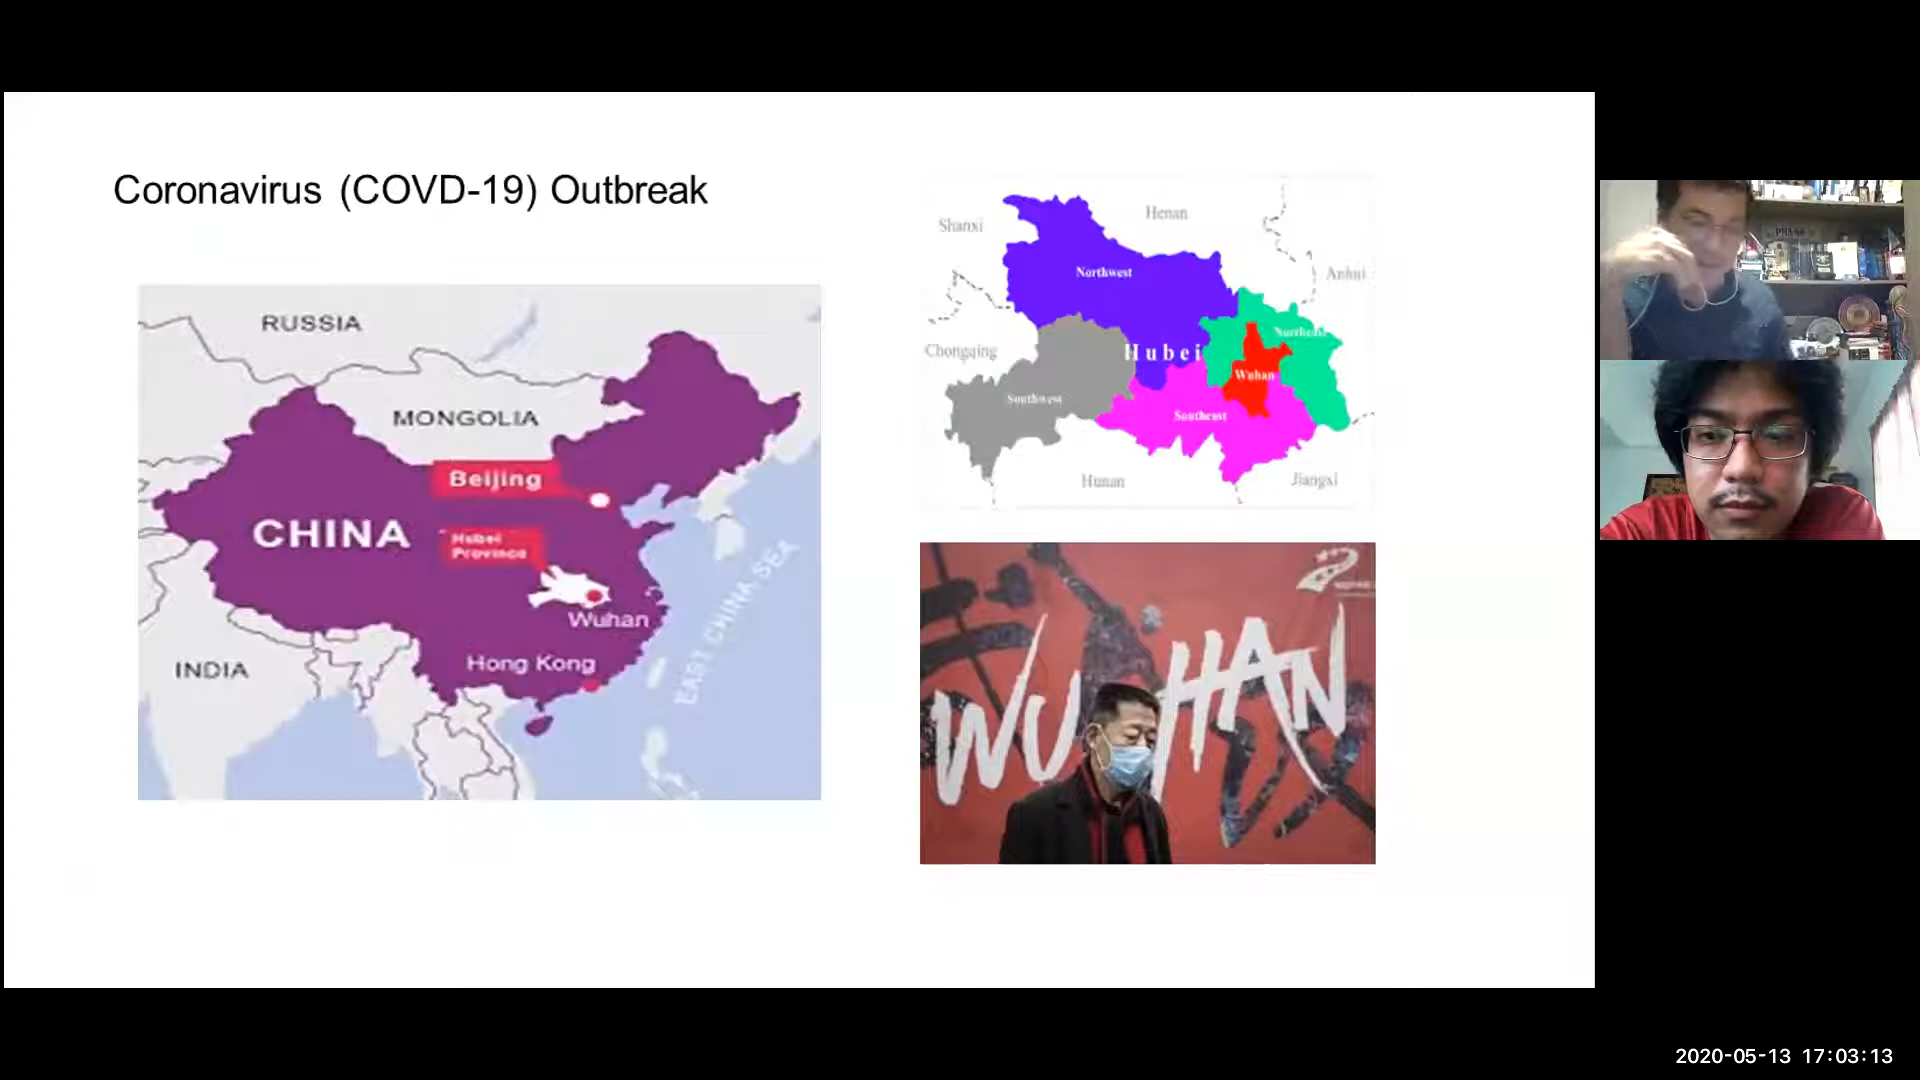 Coronavirus (COVD-19) Outbreak
RUSSIA
MONGOLIA
Beijing
CHINA
Hubei
Province
Wuhan
Hong Kong
INDIA
EAST CHINA SEA
Shanxi
Henan
Anhui
Northwest
Northeast
Chongqing
Hubei
Wuhan
Southwest
Southeast
Hunan
Jiangxi
WUHAN
2020-05-13 17:03:13